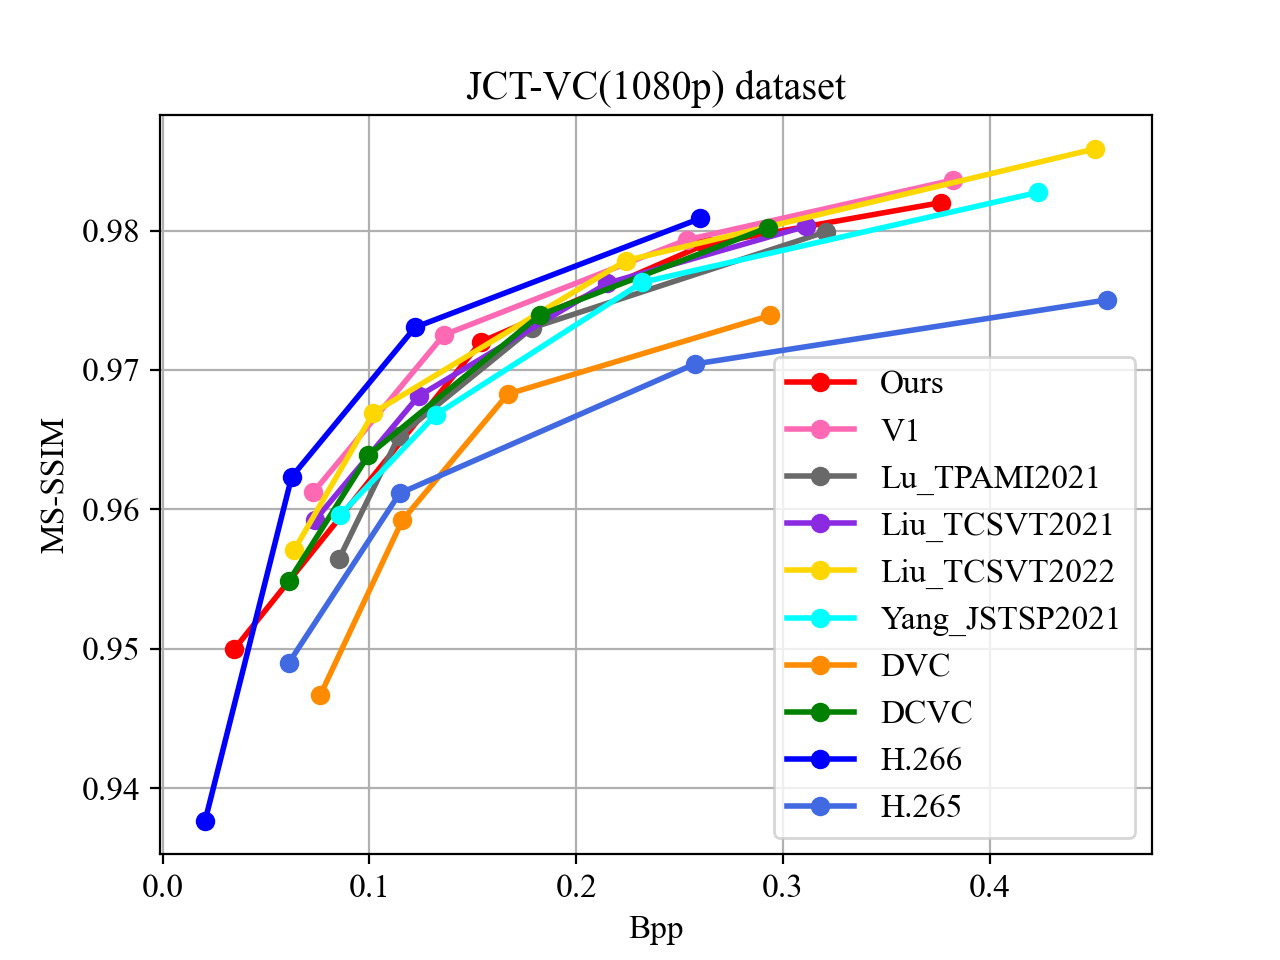 JCT-VC(1080p) dataset
MS-SSIM
0.98
0.97
0.96
0.95
0.94
Ours
V1
Lu_TPAMI2021
Liu_TCSVT2021
Liu_TCSVT2022
Yang_JSTSP2021
DVC
DCVC
H.266
H.265
0.0 0.1 0.2 0.3 0.4
Bpp